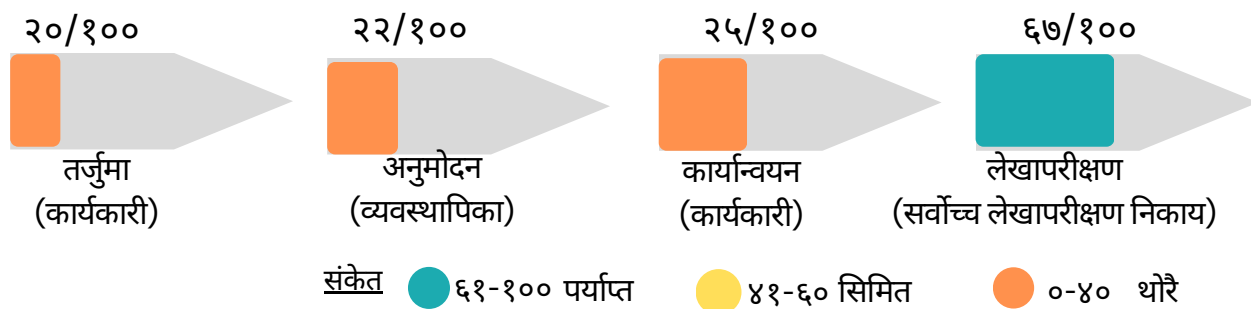 २०/१०० २२/१०० २५/१०० ६७/१००
तर्जुमा अनुमोदन कार्यान्वयन लेखापरीक्षण
(कार्यकारी) (व्यवस्थापिका) (कार्यकारी) (सर्वोच्च लेखापरीक्षण निकाय)
संकेत ६१-१०० पर्याप्त ४१-६० सिमित ०-४० थोरै